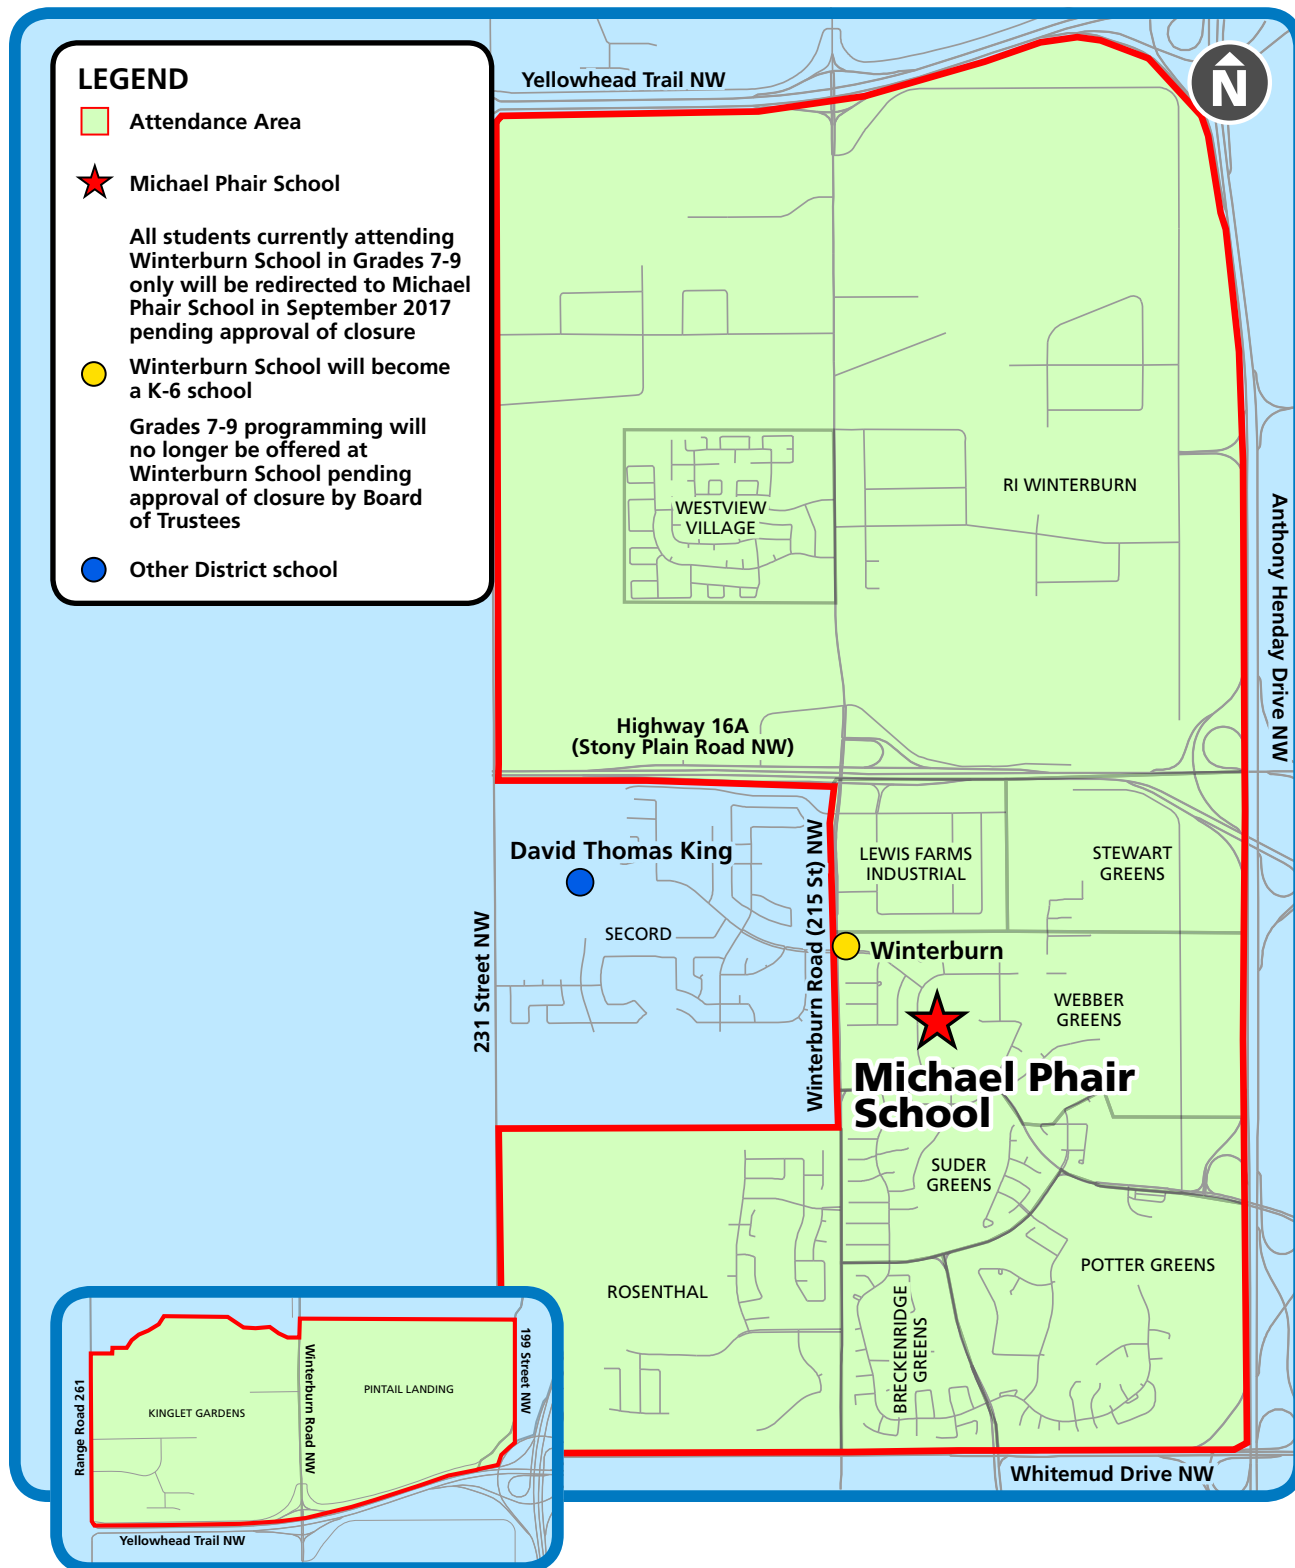 LEGEND
Attendance Area
Michael Phair School
All students currently attending
Winterburn School in Grades 7-9
only will be redirected to Michael
Phair School in September 2017
pending approval of closure
Winterburn School will become
a K-6 school
Grades 7-9 programming will
no longer be offered at
Winterburn School pending
approval of closure by Board
of Trustees
Other District school
Yellowhead Trail NW
N
RI WINTERBURN
WESTVIEW
VILLAGE
Anthony Henday Drive NW
Highway 16A
(Stony Plain Road NW)
David Thomas King
SECORD
231 Street NW
Winterburn Road (215 St) NW
LEWIS FARMS
INDUSTRIAL
STEWART
GREENS
Winterburn
WEBBER
GREENS
Michael Phair
School
SUDER
GREENS
POTTER GREENS
ROSENTHAL
BRECKENRIDGE
GREENS
Whitemud Drive NW
Range Road 261
KINGLET GARDENS
Winterburn Road NW
PINTAIL LANDING
199 Street NW
Yellowhead Trail NW